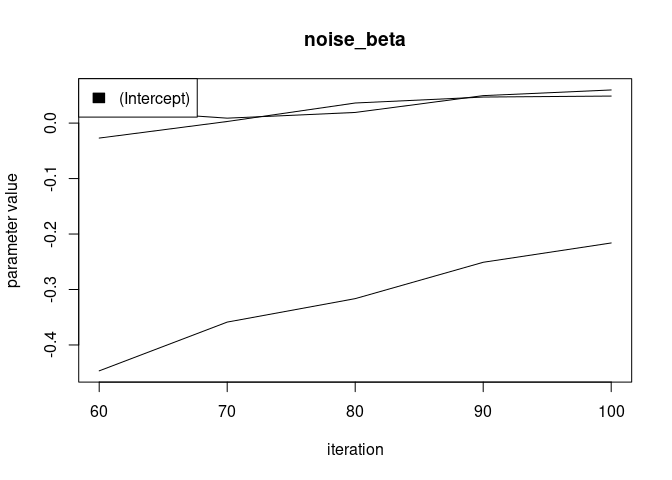 noise_beta
(Intercept)
parameter value
0.0
-0.1
-0.2
-0.3
-0.4
60 70 80 90 100
iteration